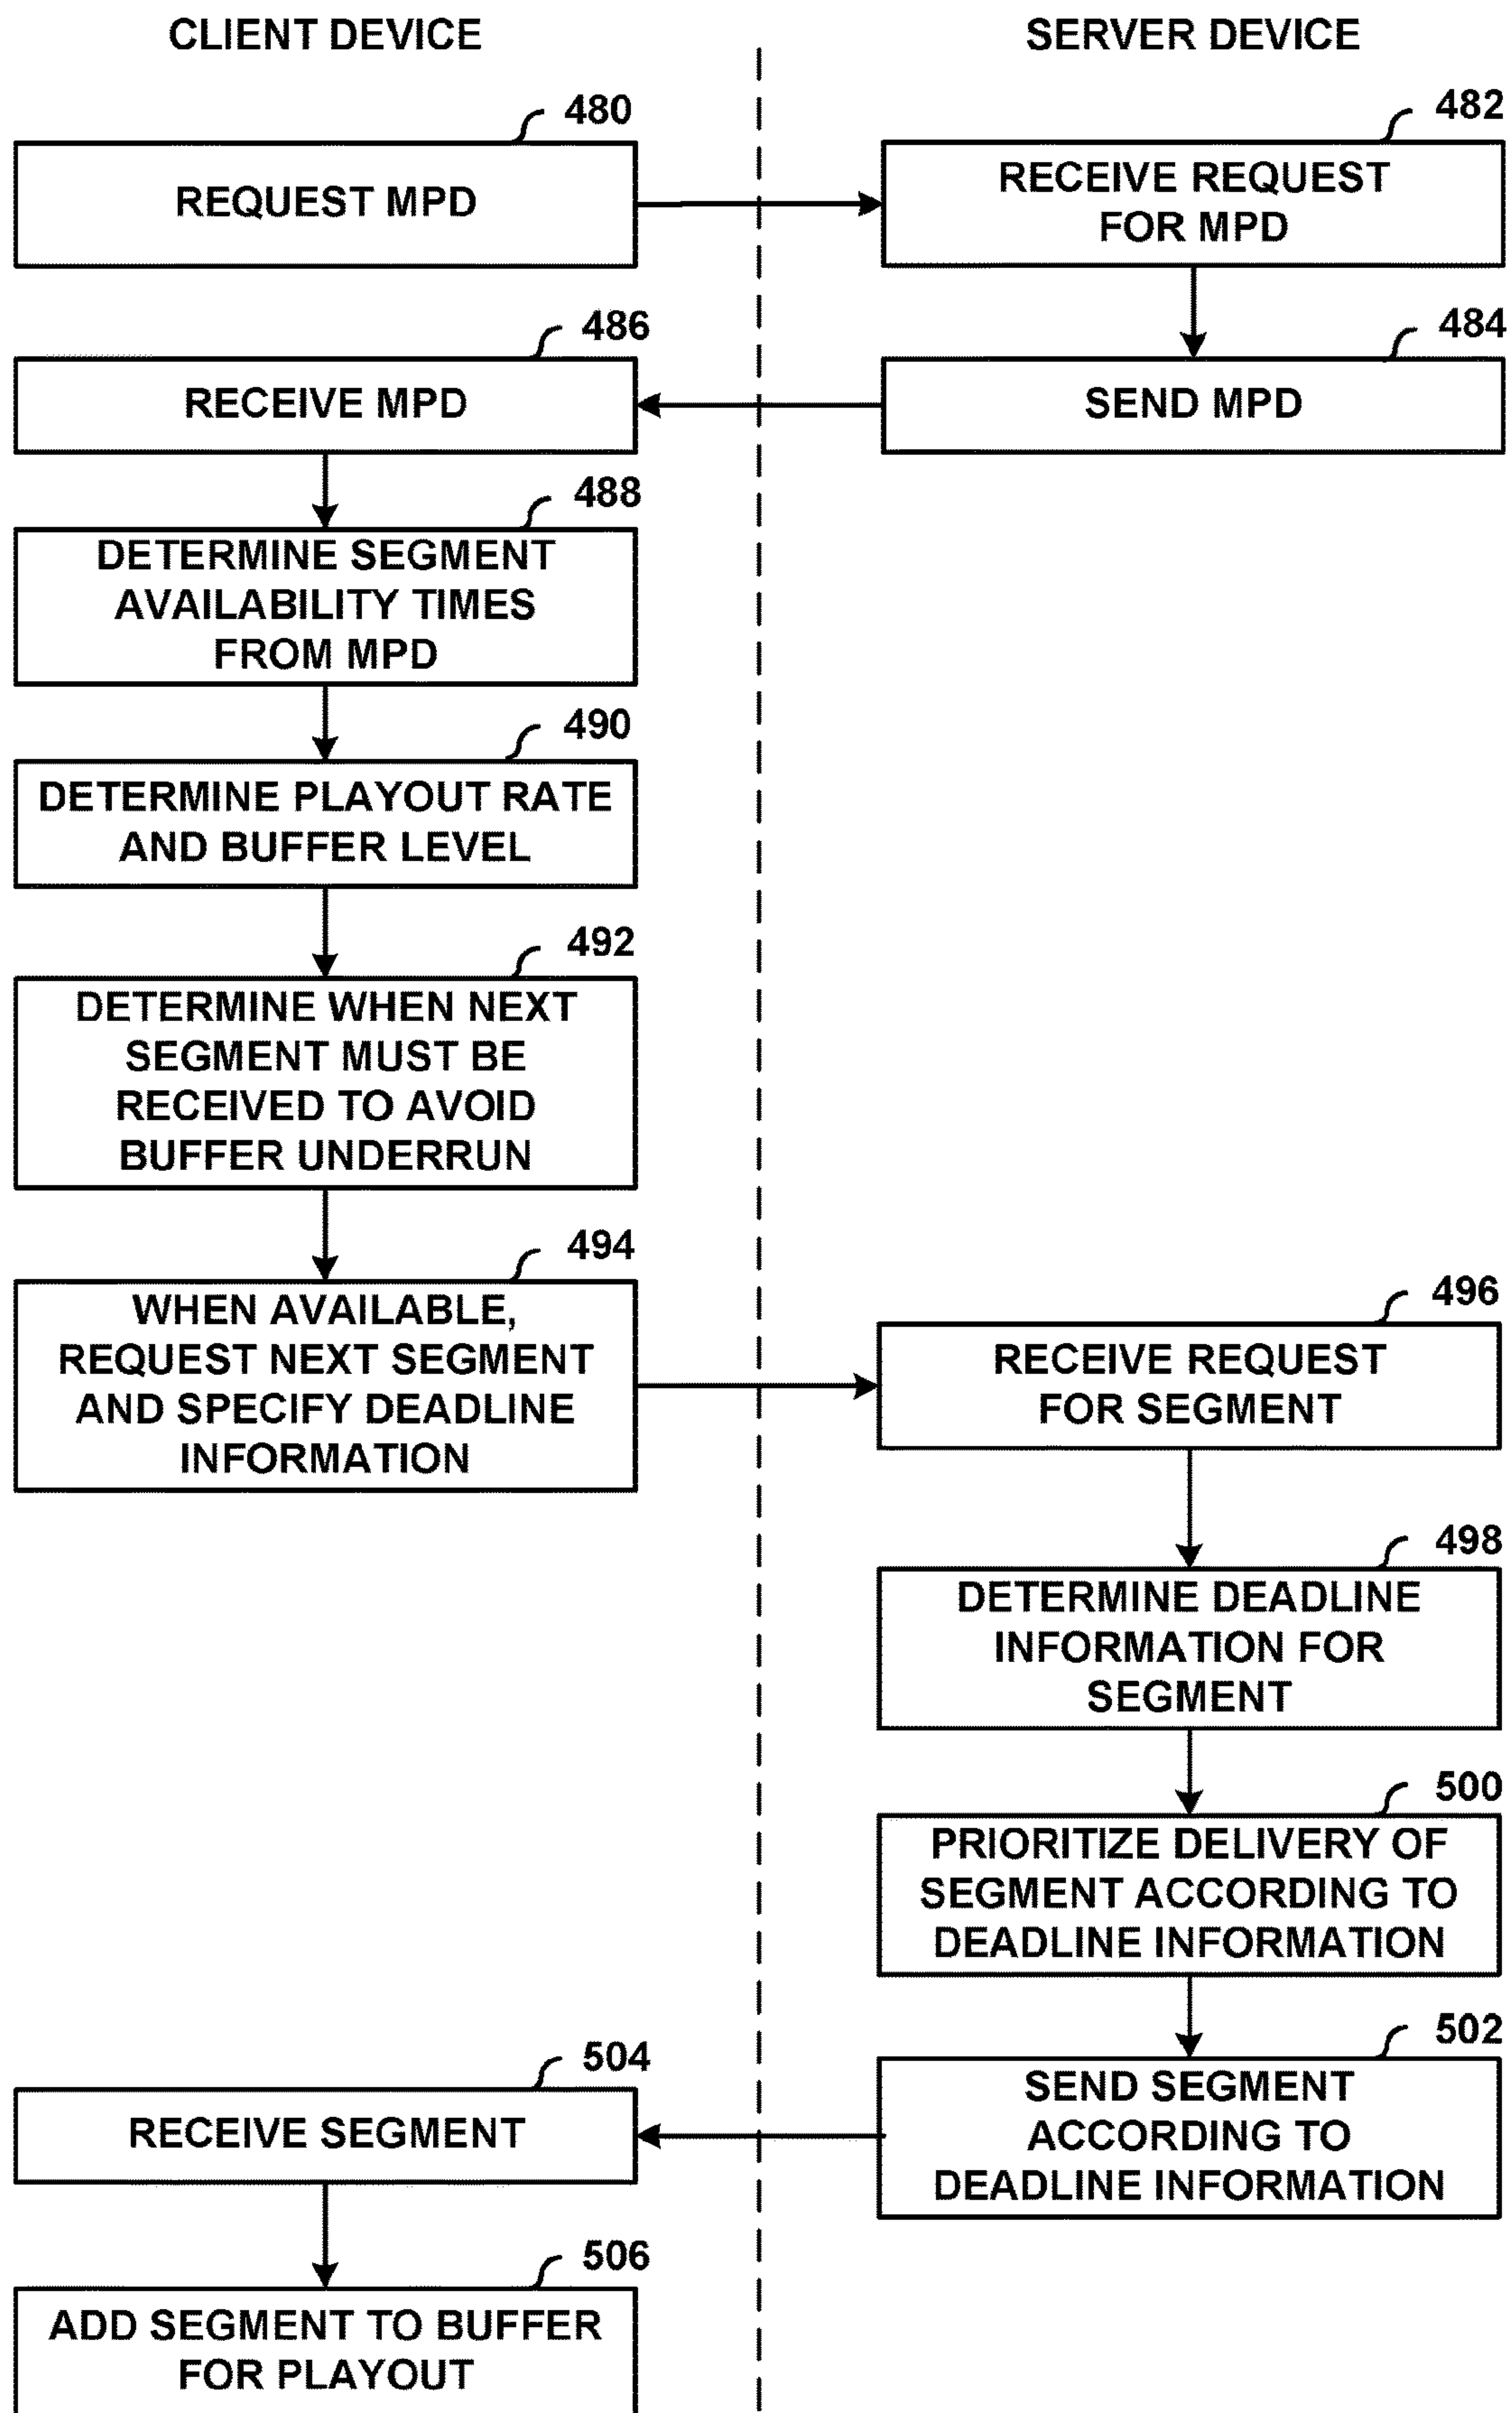 CLIENT DEVICE
SERVER DEVICE
480
REQUEST MPD
482
RECEIVE REQUEST
FOR MPD
484
SEND MPD
486
RECEIVE MPD
488
DETERMINE SEGMENT
AVAILABILITY TIMES
FROM MPD
490
DETERMINE PLAYOUT RATE
AND BUFFER LEVEL
492
DETERMINE WHEN NEXT
SEGMENT MUST BE
RECEIVED TO AVOID
BUFFER UNDERRUN
494
WHEN AVAILABLE,
REQUEST NEXT SEGMENT
AND SPECIFY DEADLINE
INFORMATION
496
RECEIVE REQUEST
FOR SEGMENT
498
DETERMINE DEADLINE
INFORMATION FOR
SEGMENT
500
PRIORITIZE DELIVERY OF
SEGMENT ACCORDING TO
DEADLINE INFORMATION
502
SEND SEGMENT
ACCORDING TO
DEADLINE INFORMATION
504
RECEIVE SEGMENT
506
ADD SEGMENT TO BUFFER
FOR PLAYOUT